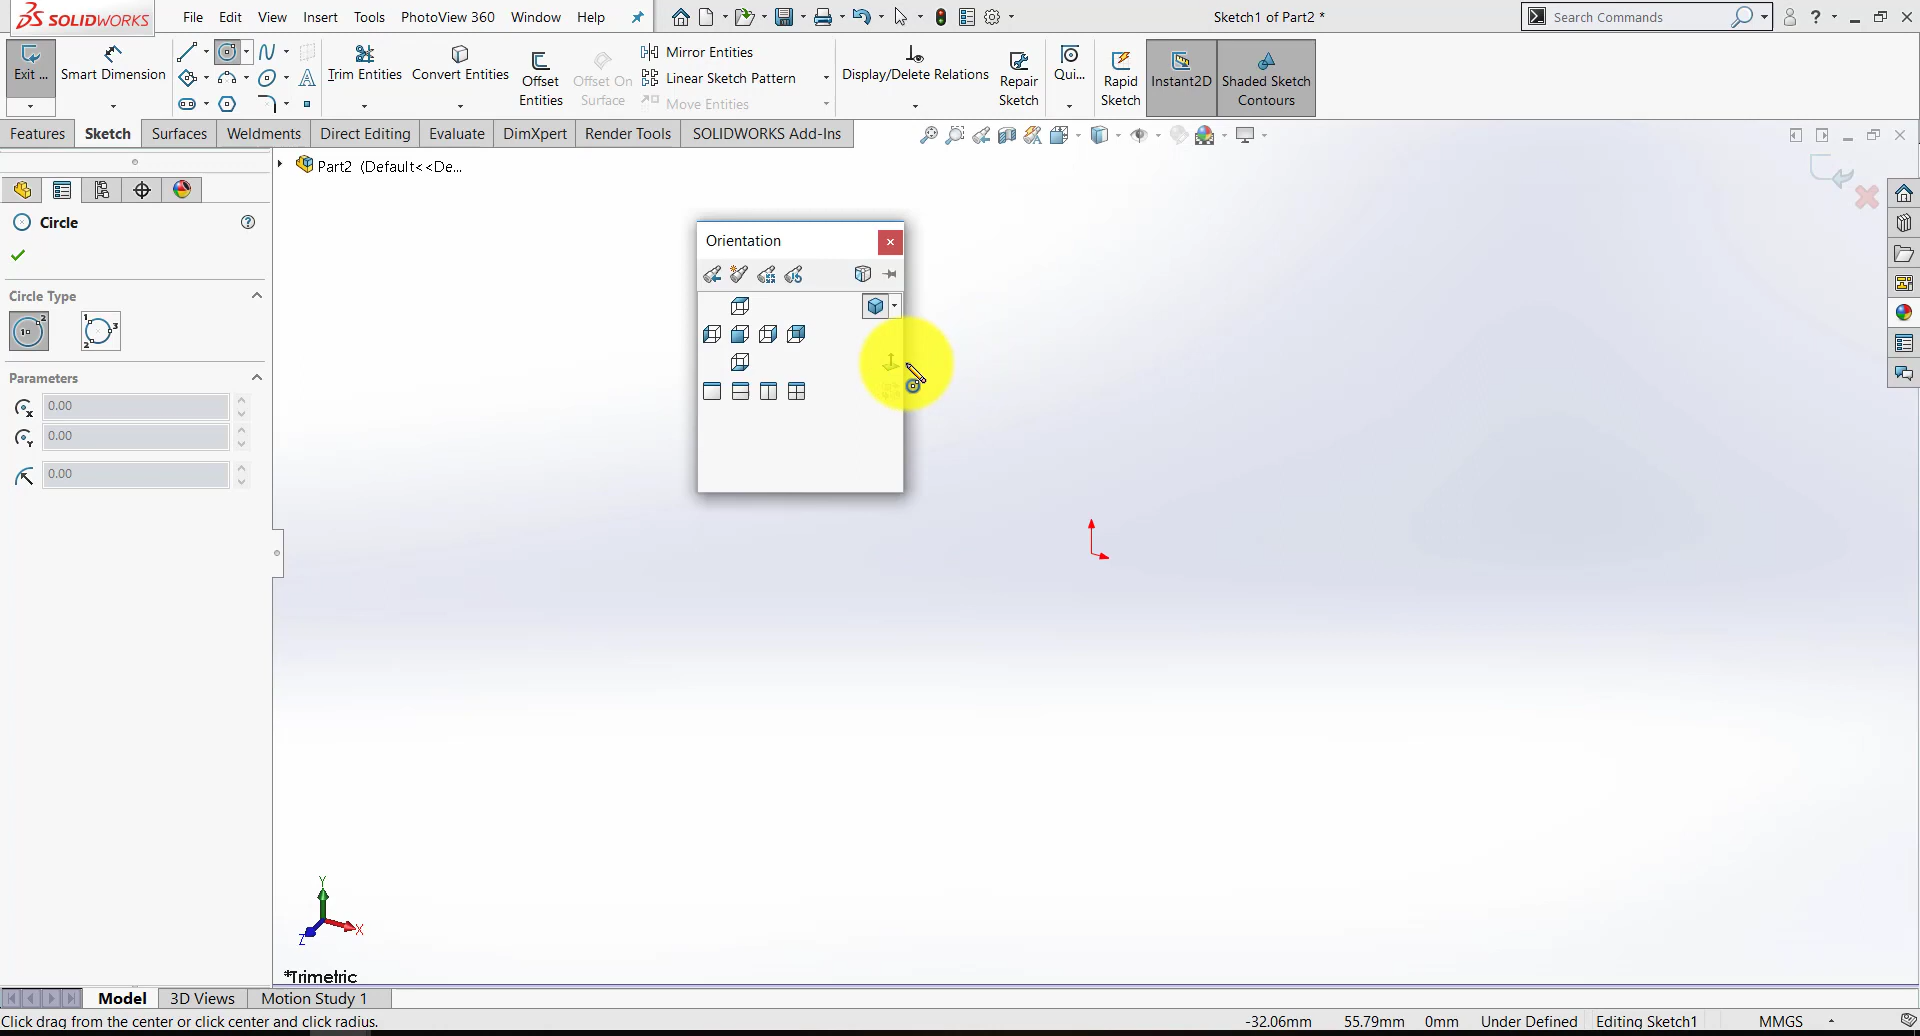 SOLIDWORKS File Edit View Insert Tools PhotoView 360 Window Help Sketch1 of Part2 * Search Commands ?
Exit ... Smart Dimension Trim Entities Convert Entities Offset Entities Offset On Surface Mirror Entities Linear Sketch Pattern Move Entities Display/Delete Relations Repair Sketch Qui... Rapid Sketch Instant2D Shaded Sketch Contours
Features Sketch Surfaces Weldments Direct Editing Evaluate DimXpert Render Tools SOLIDWORKS Add-Ins
Part2 (Default<<De...
Circle
Orientation
Circle Type
Parameters
0.00
0.00
0.00
Y
X
Z
*Trimetric
Model 3D Views Motion Study 1
Click drag from the center or click center and click radius. -32.06mm 55.79mm 0mm Under Defined Editing Sketch1 MMGS